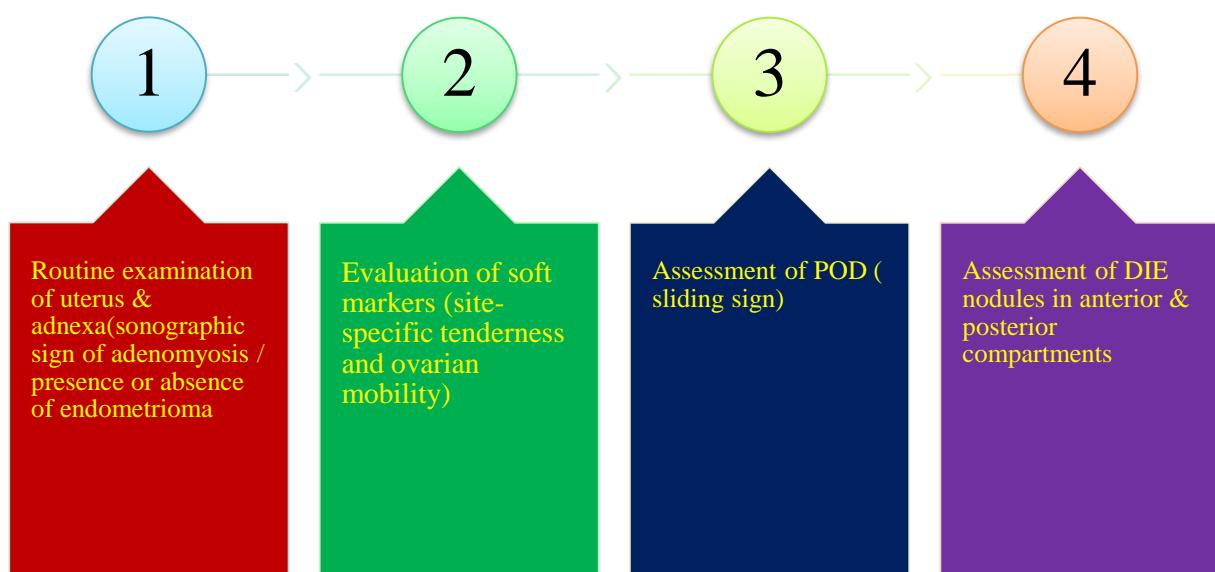 1
2
3
4
Routine examination
of uterus &
adnexa(sonographic
sign of adenomyosis /
presence or absence
of endometrioma
Evaluation of soft
markers (site-
specific tenderness
and ovarian
mobility)
Assessment of POD (
sliding sign)
Assessment of DIE
nodules in anterior &
posterior
compartments